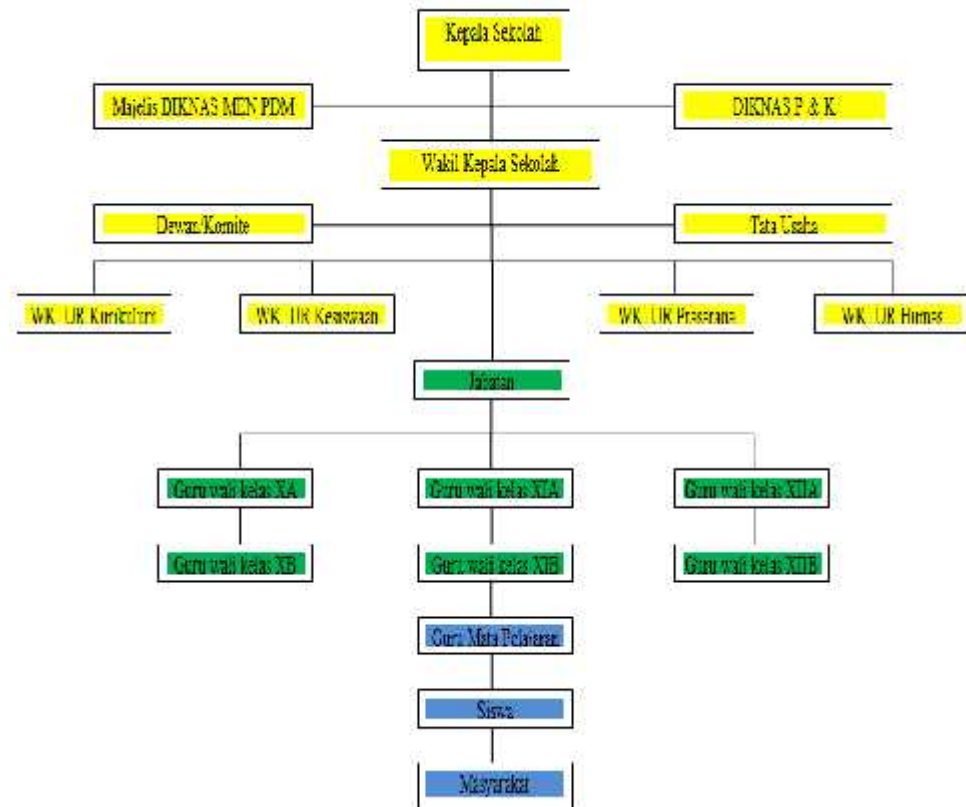 Kepala Sekolah
Majelis DIKNAS MEN PDM
DIKNAS P & K
Wakil Kepala Sekolah
Dewan/Komite
Tata Usaha
WK UR Kurikulum
WK UR Kesiswaan
WK UR Prasarana
WK UR Humas
Jabatan
Guru wali kelas XA
Guru wali kelas XIA
Guru wali kelas XIIA
Guru wali kelas XB
Guru wali kelas XIB
Guru wali kelas XIIB
Guru Mata Pelajaran
Siswa
Masyarakat